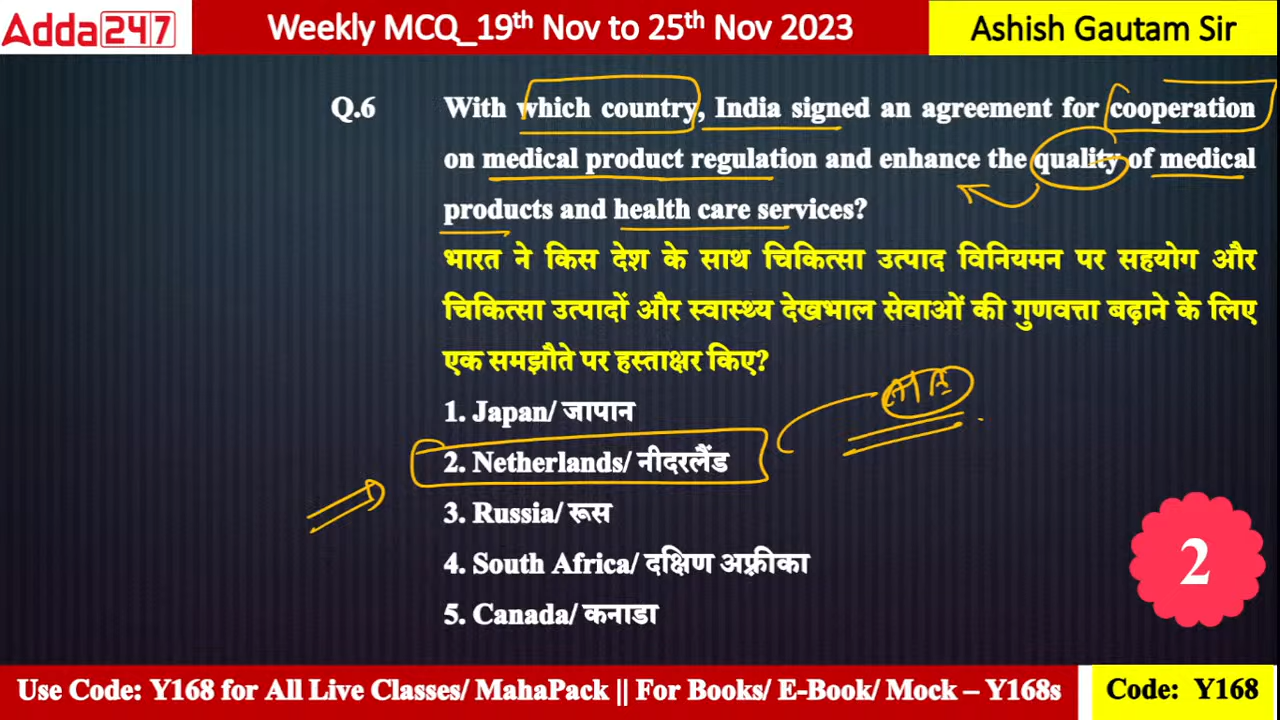 Adda247
Weekly MCQ_19th Nov to 25th Nov 2023
Ashish Gautam Sir
Q.6
With which country, India signed an agreement for cooperation
on medical product regulation and enhance the quality of medical
products and health care services?
भारत ने किस देश के साथ चिकित्सा उत्पाद विनियमन पर सहयोग और
चिकित्सा उत्पादों और स्वास्थ्य देखभाल सेवाओं की गुणवत्ता बढ़ाने के लिए
एक समझौते पर हस्ताक्षर किए?
1. Japan/ जापान
2. Netherlands/ नीदरलैंड
3. Russia/ रूस
4. South Africa/ दक्षिण अफ़्रीका
5. Canada/ कनाडा
2
Use Code: Y168 for All Live Classes/ MahaPack || For Books/ E-Book/ Mock – Y168s
Code: Y168